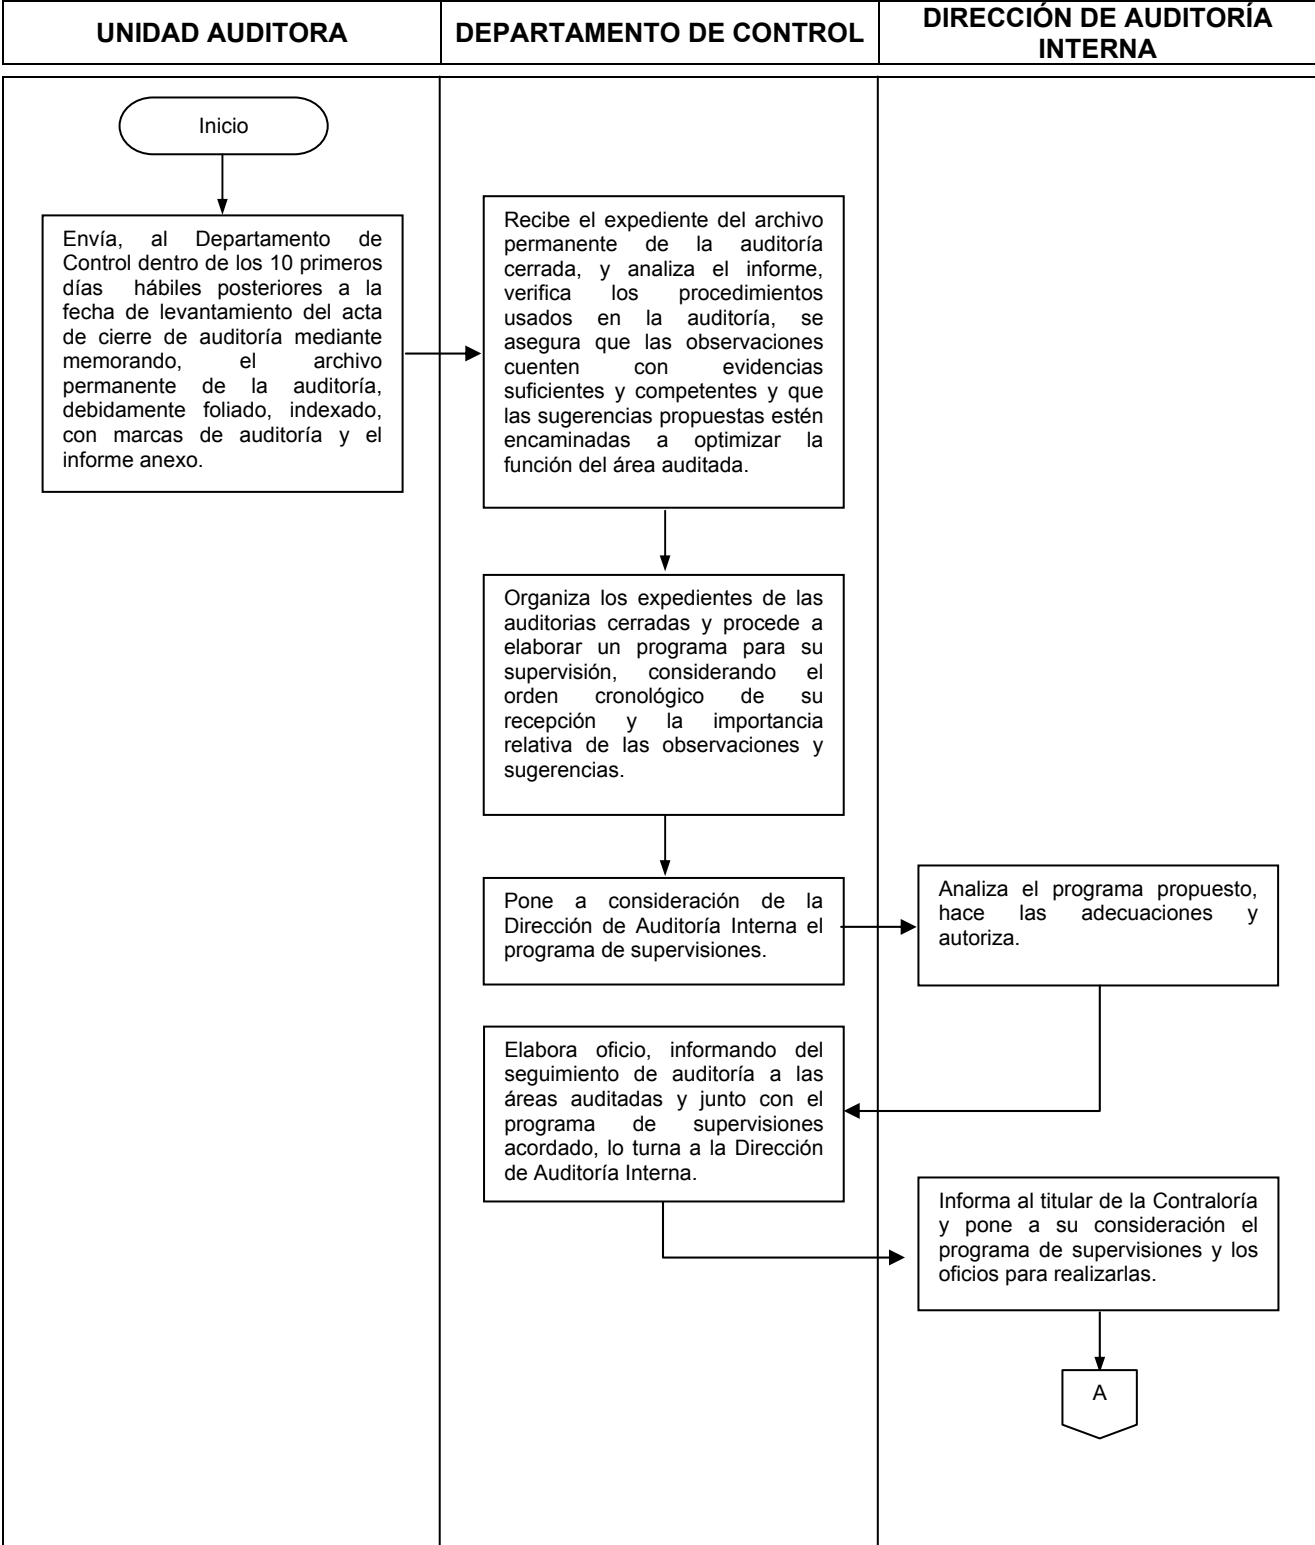 UNIDAD AUDITORA
DEPARTAMENTO DE CONTROL
DIRECCIÓN DE AUDITORÍA
INTERNA
Inicio
Envía, al Departamento de
Control dentro de los 10 primeros
días hábiles posteriores a la
fecha de levantamiento del acta
de cierre de auditoría mediante
memorando, el archivo
permanente de la auditoría,
debidamente foliado, indexado,
con marcas de auditoría y el
informe anexo.
Recibe el expediente del archivo
permanente de la auditoría
cerrada, y analiza el informe,
verifica los procedimientos
usados en la auditoría, se
asegura que las observaciones
cuenten con evidencias
suficientes y competentes y que
las sugerencias propuestas estén
encaminadas a optimizar la
función del área auditada.
Organiza los expedientes de las
auditorias cerradas y procede a
elaborar un programa para su
supervisión, considerando el
orden cronológico de su
recepción y la importancia
relativa de las observaciones y
sugerencias.
Pone a consideración de la
Dirección de Auditoría Interna el
programa de supervisiones.
Analiza el programa propuesto,
hace las adecuaciones y
autoriza.
Elabora oficio, informando del
seguimiento de auditoría a las
áreas auditadas y junto con el
programa de supervisiones
acordado, lo turna a la Dirección
de Auditoría Interna.
Informa al titular de la Contraloría
y pone a su consideración el
programa de supervisiones y los
oficios para realizarlas.
A